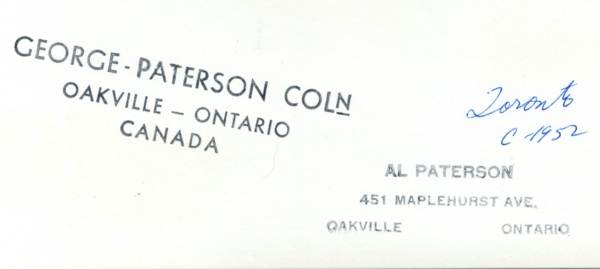 GEORGE-PATERSON COLN
OAKVILLE – ONTARIO
CANADA
Toronto
C-1952
AL PATERSON
451 MAPLEHURST AVE.
OAKVILLE ONTARIO